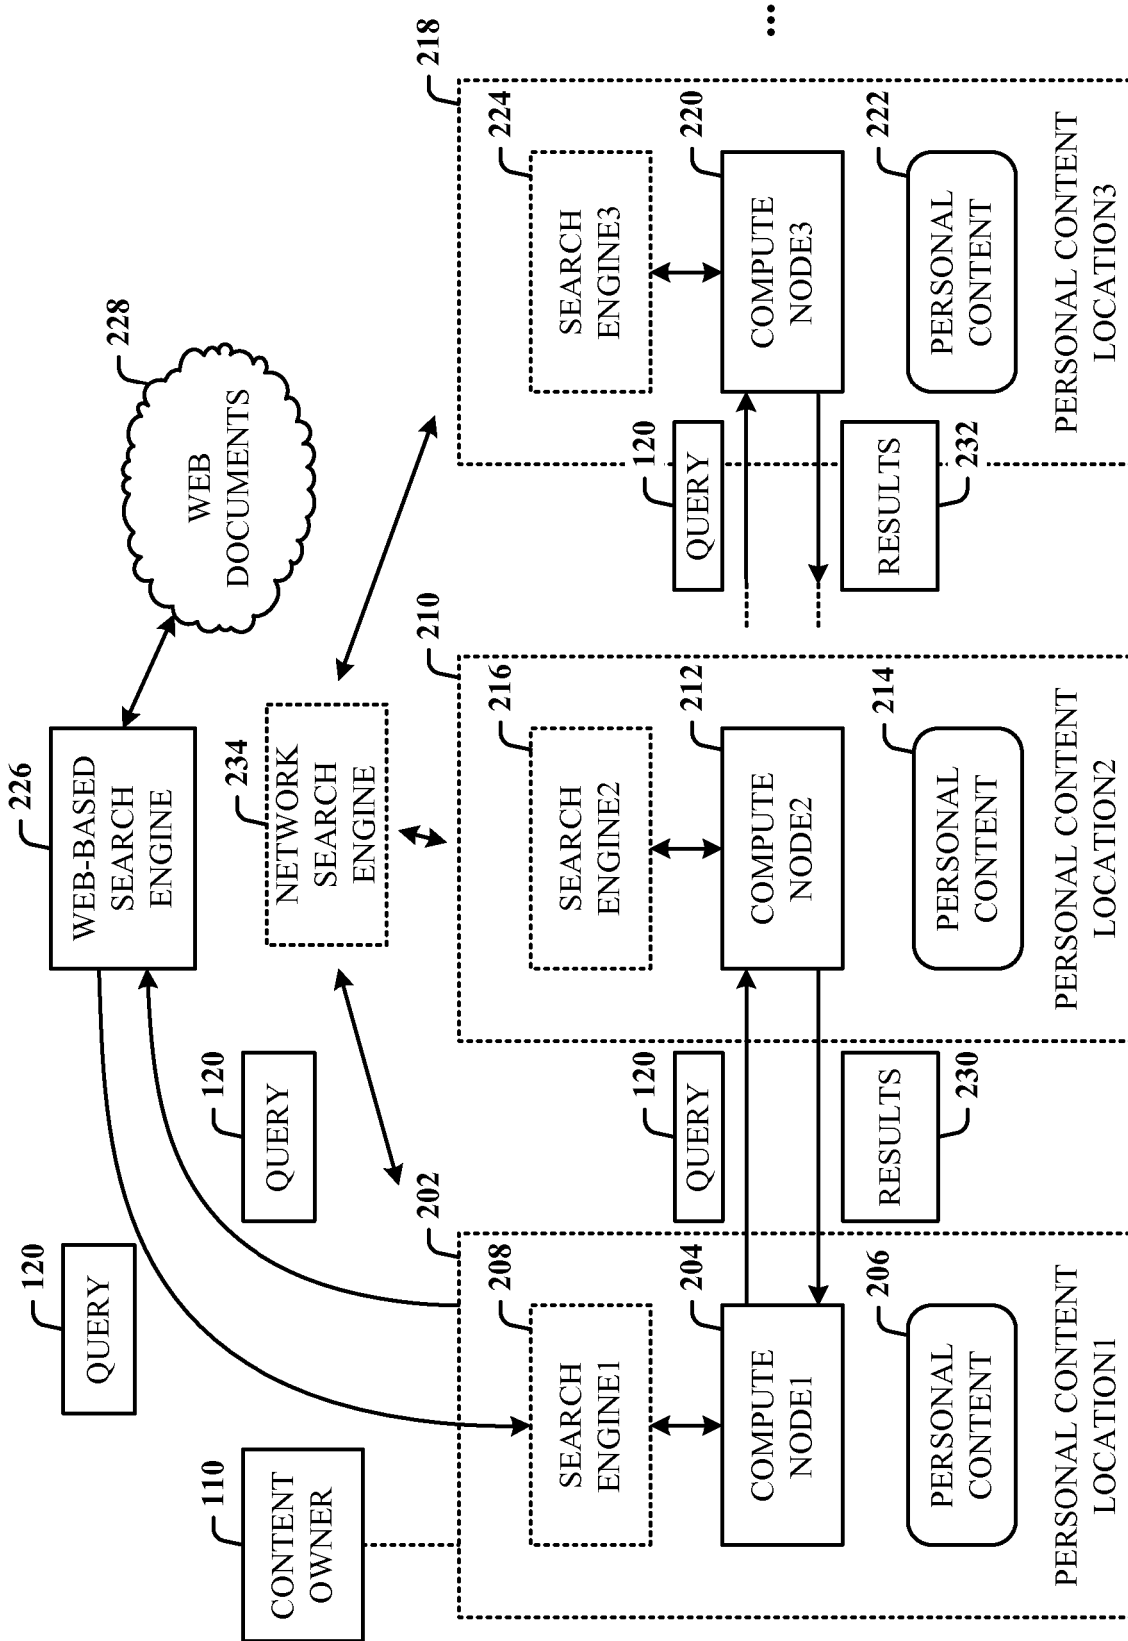 120
QUERY
226
WEB-BASED
SEARCH
ENGINE
228
WEB
DOCUMENTS
120
QUERY
234
NETWORK
SEARCH
ENGINE
110
CONTENT
OWNER
202
210
218
208
SEARCH
ENGINE1
216
SEARCH
ENGINE2
224
SEARCH
ENGINE3
204
COMPUTE
NODE1
120
QUERY
212
COMPUTE
NODE2
120
QUERY
220
COMPUTE
NODE3
...
206
PERSONAL
CONTENT
RESULTS
230
214
PERSONAL
CONTENT
RESULTS
232
222
PERSONAL
CONTENT
PERSONAL CONTENT
LOCATION1
PERSONAL CONTENT
LOCATION2
PERSONAL CONTENT
LOCATION3